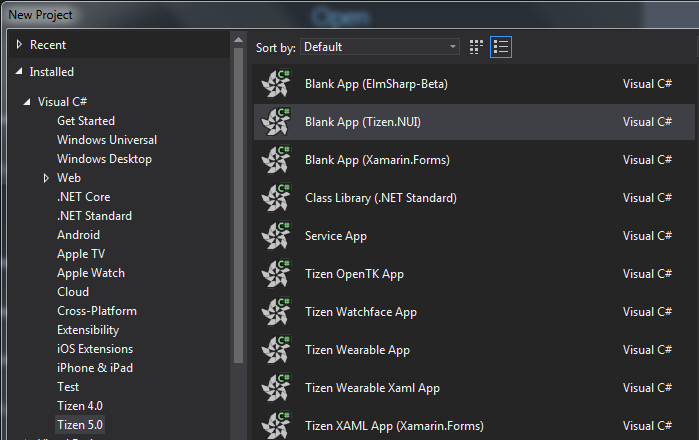 Open
New Project
Recent
Installed
Visual C#
Get Started
Windows Universal
Windows Desktop
Web
.NET Core
.NET Standard
Android
Apple TV
Apple Watch
Cloud
Cross-Platform
Extensibility
iOS Extensions
iPhone & iPad
Test
Tizen 4.0
Tizen 5.0
Sort by: Default
C# Blank App (ElmSharp-Beta) Visual C#
C# Blank App (Tizen.NUI) Visual C#
C# Blank App (Xamarin.Forms) Visual C#
C# Class Library (.NET Standard) Visual C#
C# Service App Visual C#
C# Tizen OpenTK App Visual C#
C# Tizen Watchface App Visual C#
C# Tizen Wearable App Visual C#
C# Tizen Wearable Xaml App Visual C#
C# Tizen XAML App (Xamarin.Forms) Visual C#